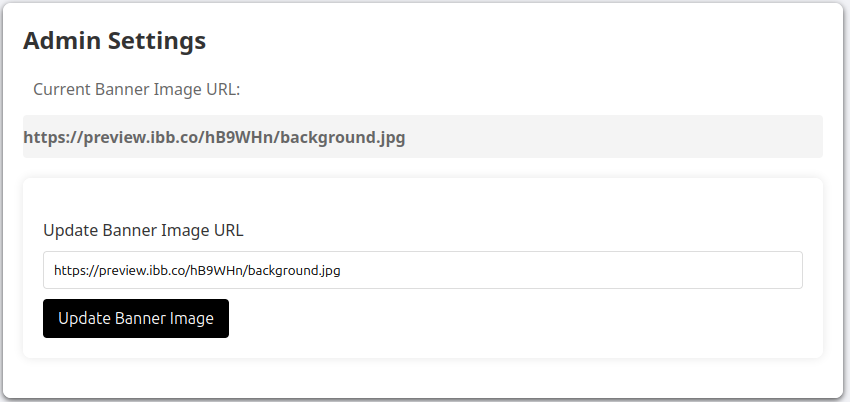 Admin Settings
Current Banner Image URL:
https://preview.ibb.co/hB9WHn/background.jpg
Update Banner Image URL
https://preview.ibb.co/hB9WHn/background.jpg
Update Banner Image